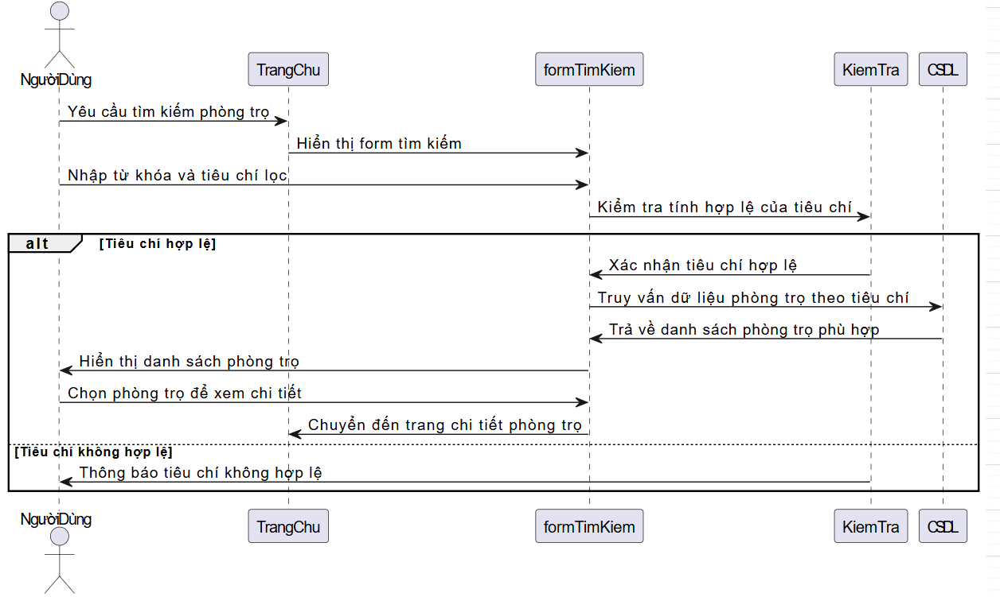 NgườiDùng
TrangChu
formTimKiem
KiemTra
CSDL
Yêu cầu tìm kiếm phòng trọ
Hiển thị form tìm kiếm
Nhập từ khóa và tiêu chí lọc
Kiểm tra tính hợp lệ của tiêu chí
alt
[Tiêu chí hợp lệ]
Xác nhận tiêu chí hợp lệ
Truy vấn dữ liệu phòng trọ theo tiêu chí
Trả về danh sách phòng trọ phù hợp
Hiển thị danh sách phòng trọ
Chọn phòng trọ để xem chi tiết
Chuyển đến trang chi tiết phòng trọ
[Tiêu chí không hợp lệ]
Thông báo tiêu chí không hợp lệ
NgườiDùng
TrangChu
formTimKiem
KiemTra
CSDL